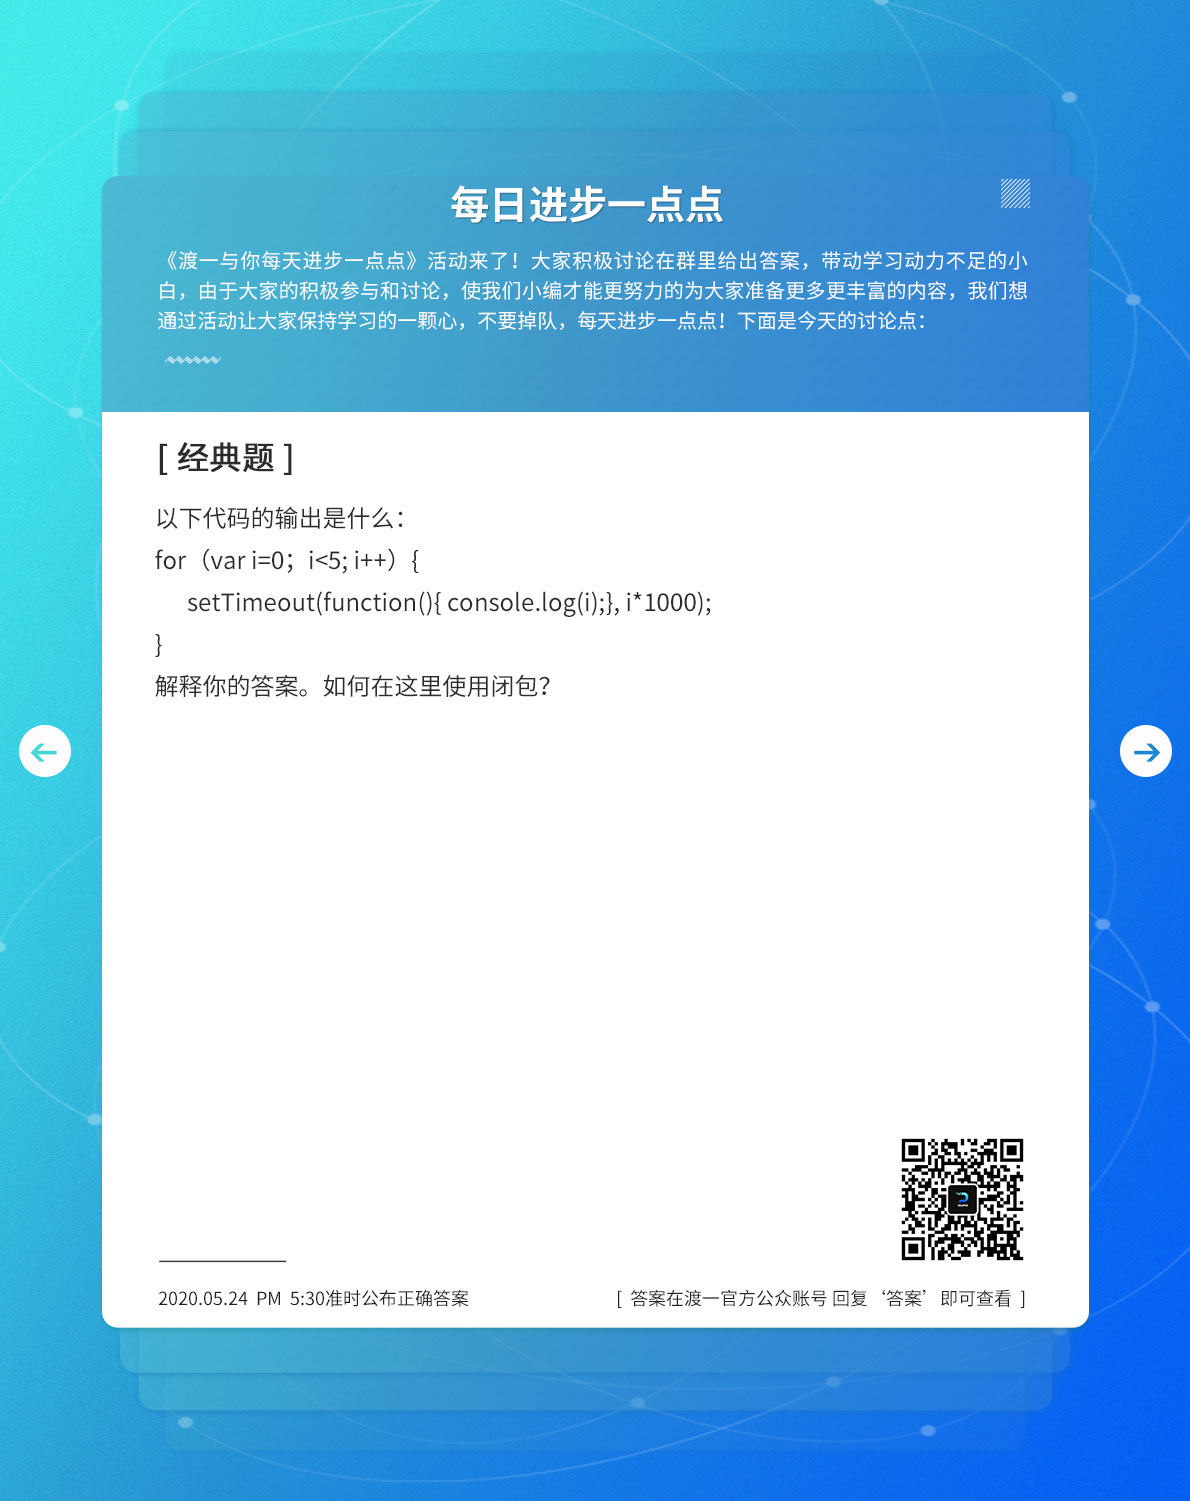 每日进步一点点
《渡一与你每天进步一点点》活动来了！大家积极讨论在群里给出答案，带动学习动力不足的小
白，由于大家的积极参与和讨论，使我们小编才能更努力的为大家准备更多更丰富的内容，我们想
通过活动让大家保持学习的一颗心，不要掉队，每天进步一点点！下面是今天的讨论点：
[ 经典题 ]
以下代码的输出是什么：
for（var i=0；i<5; i++）{
setTimeout(function(){ console.log(i);}, i*1000);
}
解释你的答案。如何在这里使用闭包？
2020.05.24 PM 5:30准时公布正确答案
[ 答案在渡一官方公众账号 回复‘答案’即可查看 ]